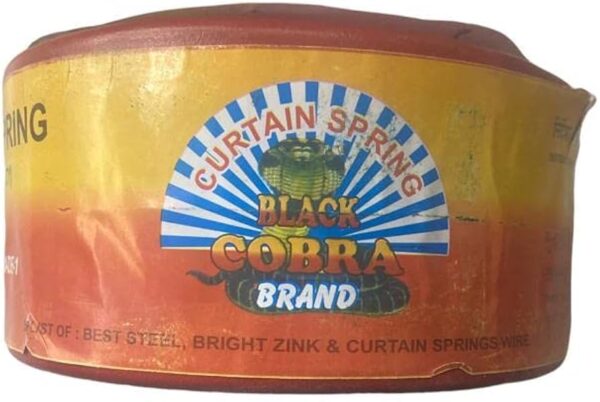 CURTAIN SPRING
BLACK
COBRA
BRAND
RING
: BEST STEEL, BRIGHT ZINK & CURTAIN SPRINGS WIRE